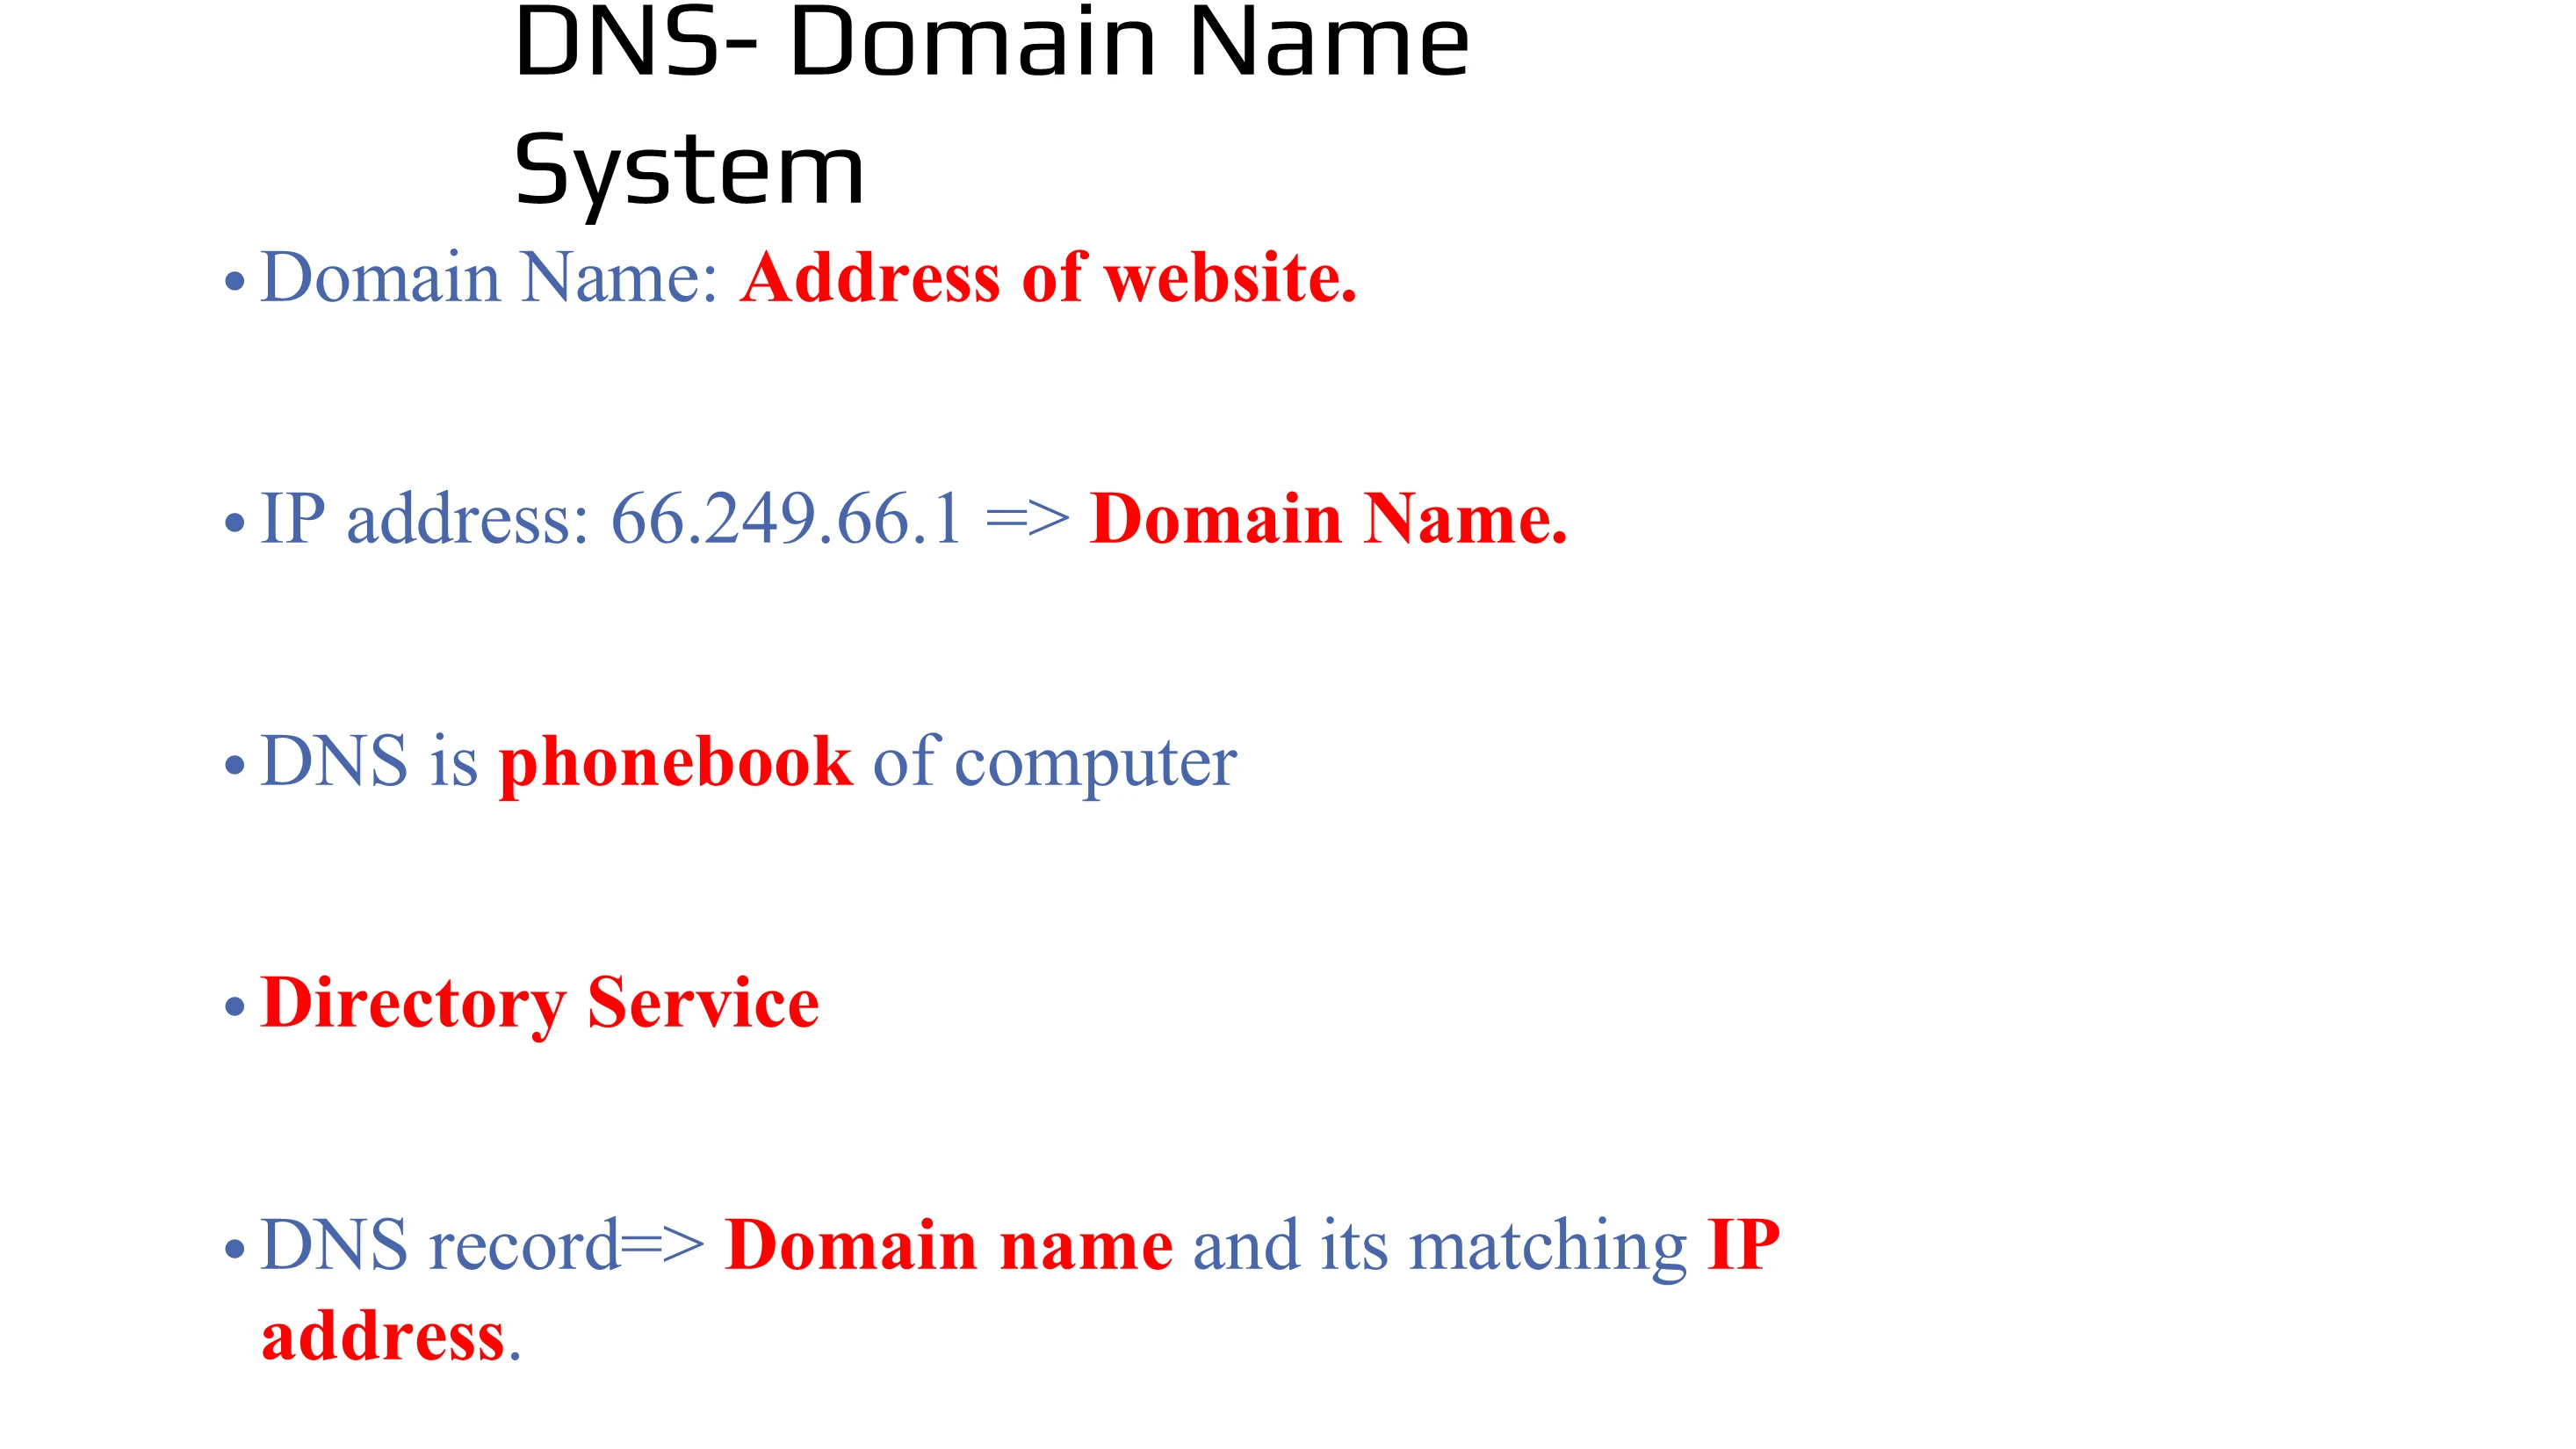 DNS- Domain Name
System
• Domain Name: Address of website.
• IP address: 66.249.66.1 => Domain Name.
• DNS is phonebook of computer
• Directory Service
• DNS record=> Domain name and its matching IP
address.